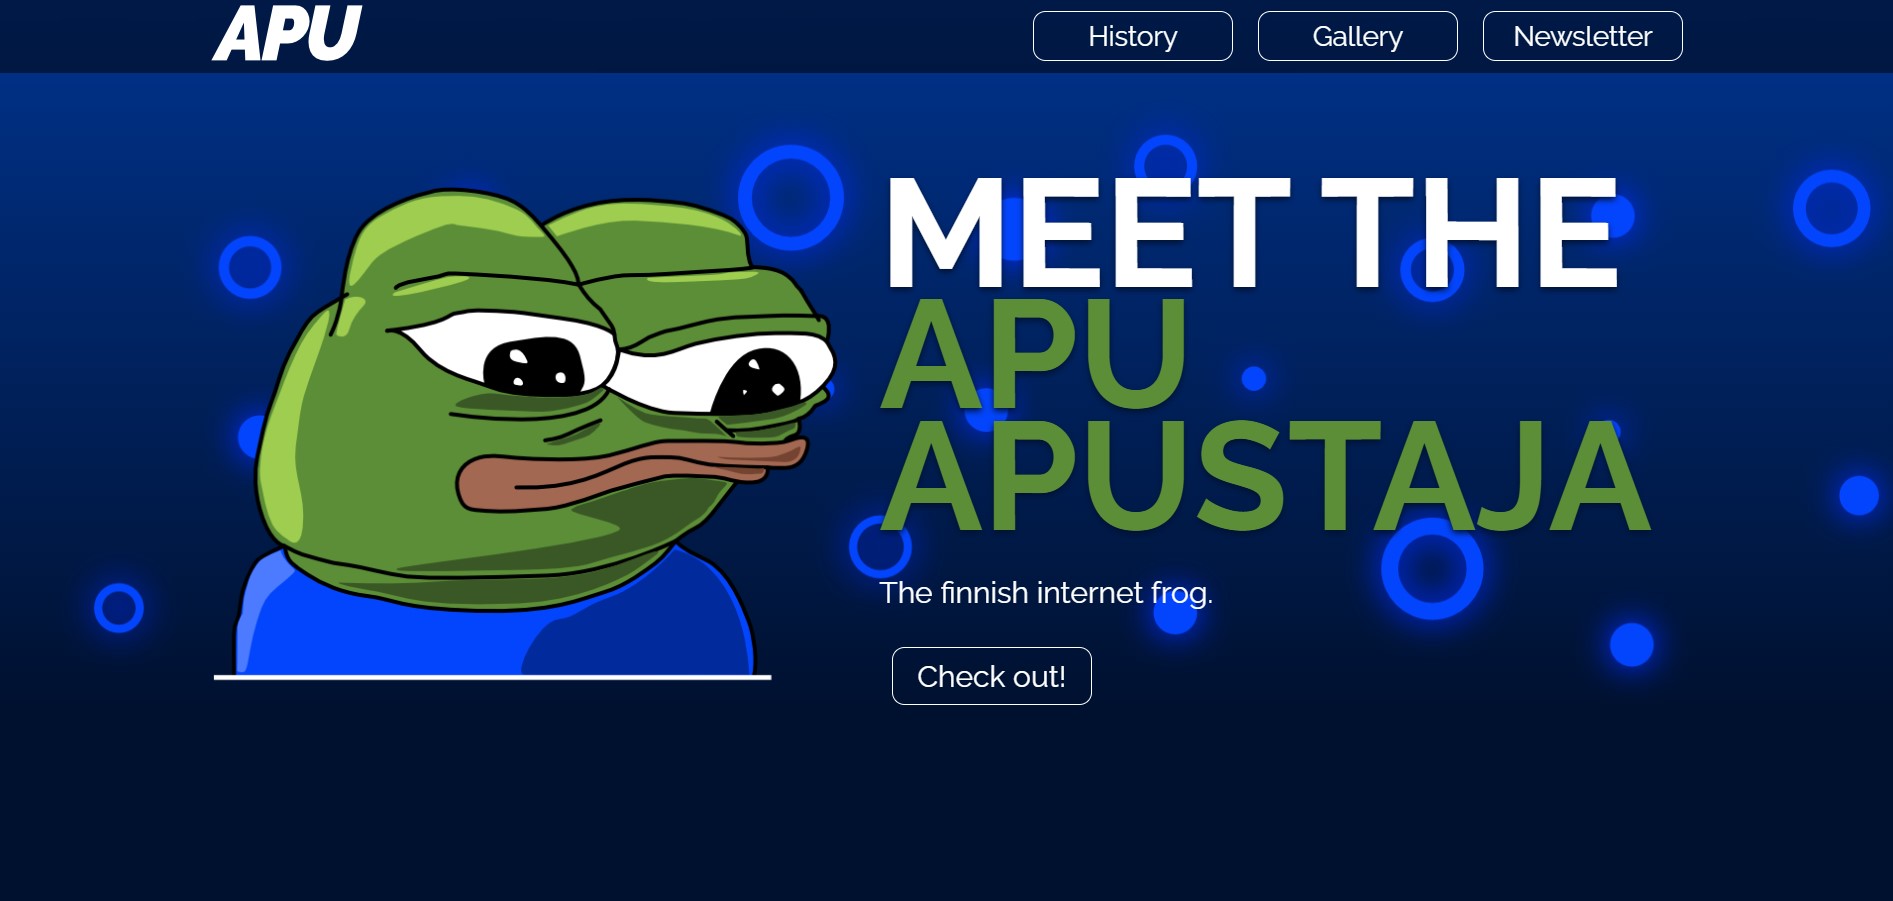 APU
History
Gallery
Newsletter
MEET THE
APU
APUSTAJA
The finnish internet frog.
Check out!